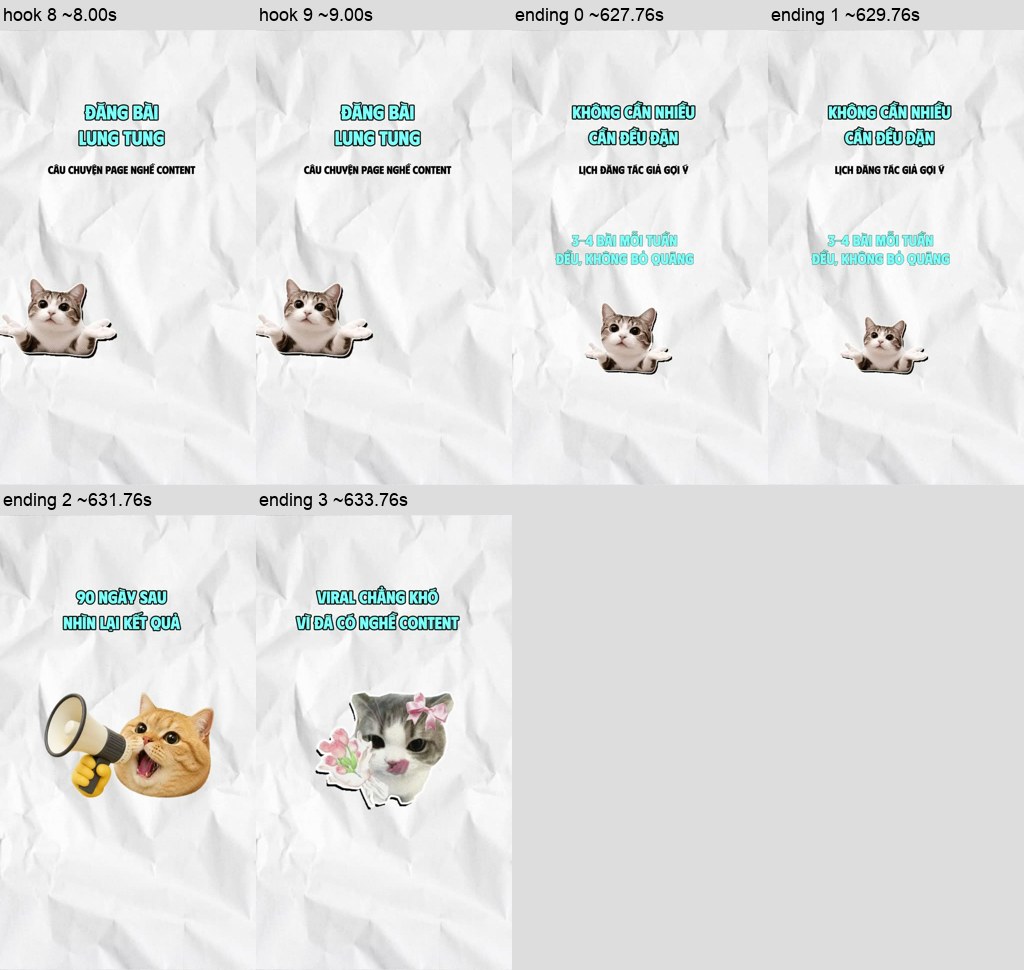 hook 8 ~8.00s
ĐĂNG BÀI
LUNG TUNG
CÂU CHUYỆN PAGE NGHỀ CONTENT
hook 9 ~9.00s
ĐĂNG BÀI
LUNG TUNG
CÂU CHUYỆN PAGE NGHỀ CONTENT
ending 0 ~627.76s
KHÔNG CẦN NHIỀU
CẦN ĐỀU ĐẶN
LỊCH ĐĂNG TÁC GIẢ GỢI Ý
3-4 BÀI MỖI TUẦN
ĐỀU, KHÔNG BỎ QUÃNG
ending 1 ~629.76s
KHÔNG CẦN NHIỀU
CẦN ĐỀU ĐẶN
LỊCH ĐĂNG TÁC GIẢ GỢI Ý
3-4 BÀI MỖI TUẦN
ĐỀU, KHÔNG BỎ QUÃNG
ending 2 ~631.76s
90 NGÀY SAU
NHÌN LẠI KẾT QUẢ
ending 3 ~633.76s
VIRAL CHẲNG KHÓ
VÌ ĐÃ CÓ NGHỀ CONTENT